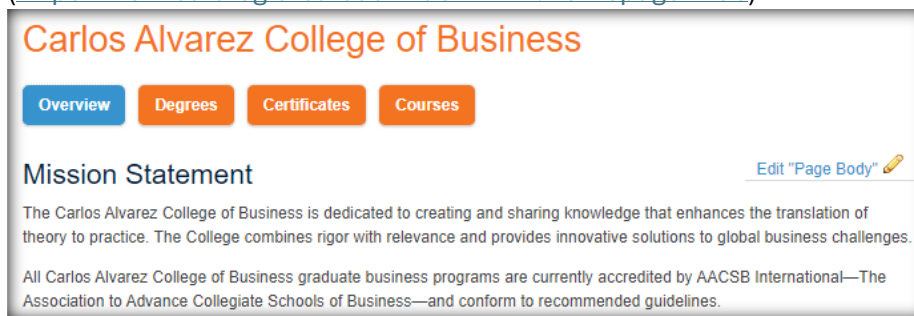 Carlos Alvarez College of Business
Overview Degrees Certificates Courses
Mission Statement
Edit "Page Body"
The Carlos Alvarez College of Business is dedicated to creating and sharing knowledge that enhances the translation of
theory to practice. The College combines rigor with relevance and provides innovative solutions to global business challenges.
All Carlos Alvarez College of Business graduate business programs are currently accredited by AACSB International—The
Association to Advance Collegiate Schools of Business—and conform to recommended guidelines.